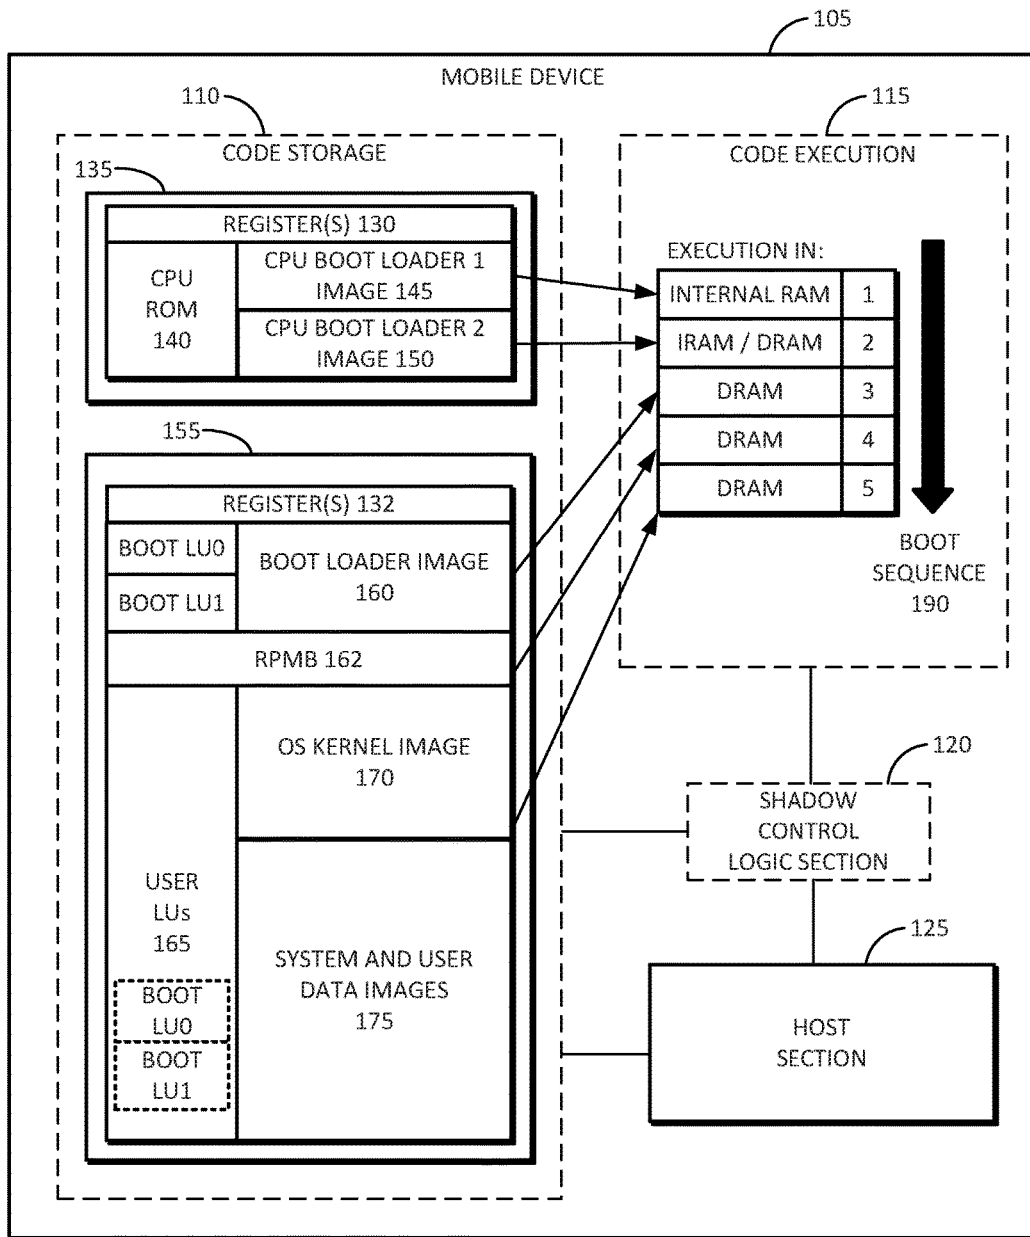 105
MOBILE DEVICE
110
115
CODE STORAGE
CODE EXECUTION
135
REGISTER(S) 130
CPU
ROM
140
CPU BOOT LOADER 1
IMAGE 145
CPU BOOT LOADER 2
IMAGE 150
EXECUTION IN:
INTERNAL RAM 1
IRAM / DRAM 2
DRAM 3
DRAM 4
DRAM 5
BOOT
SEQUENCE
190
155
REGISTER(S) 132
BOOT LU0
BOOT LU1
BOOT LOADER IMAGE
160
RPMB 162
OS KERNEL IMAGE
170
USER
LUs
165
BOOT
LU0
BOOT
LU1
SYSTEM AND USER
DATA IMAGES
175
120
SHADOW
CONTROL
LOGIC SECTION
125
HOST
SECTION